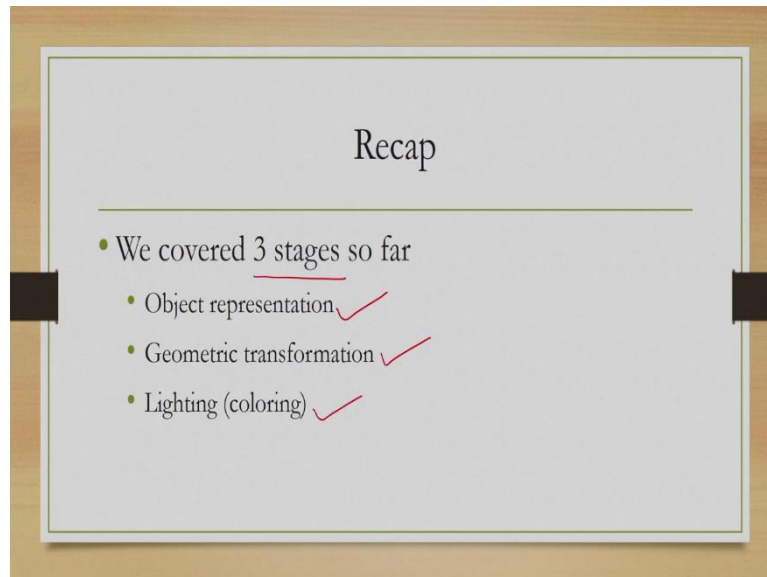 Recap
• We covered 3 stages so far
• Object representation
• Geometric transformation
• Lighting (coloring)